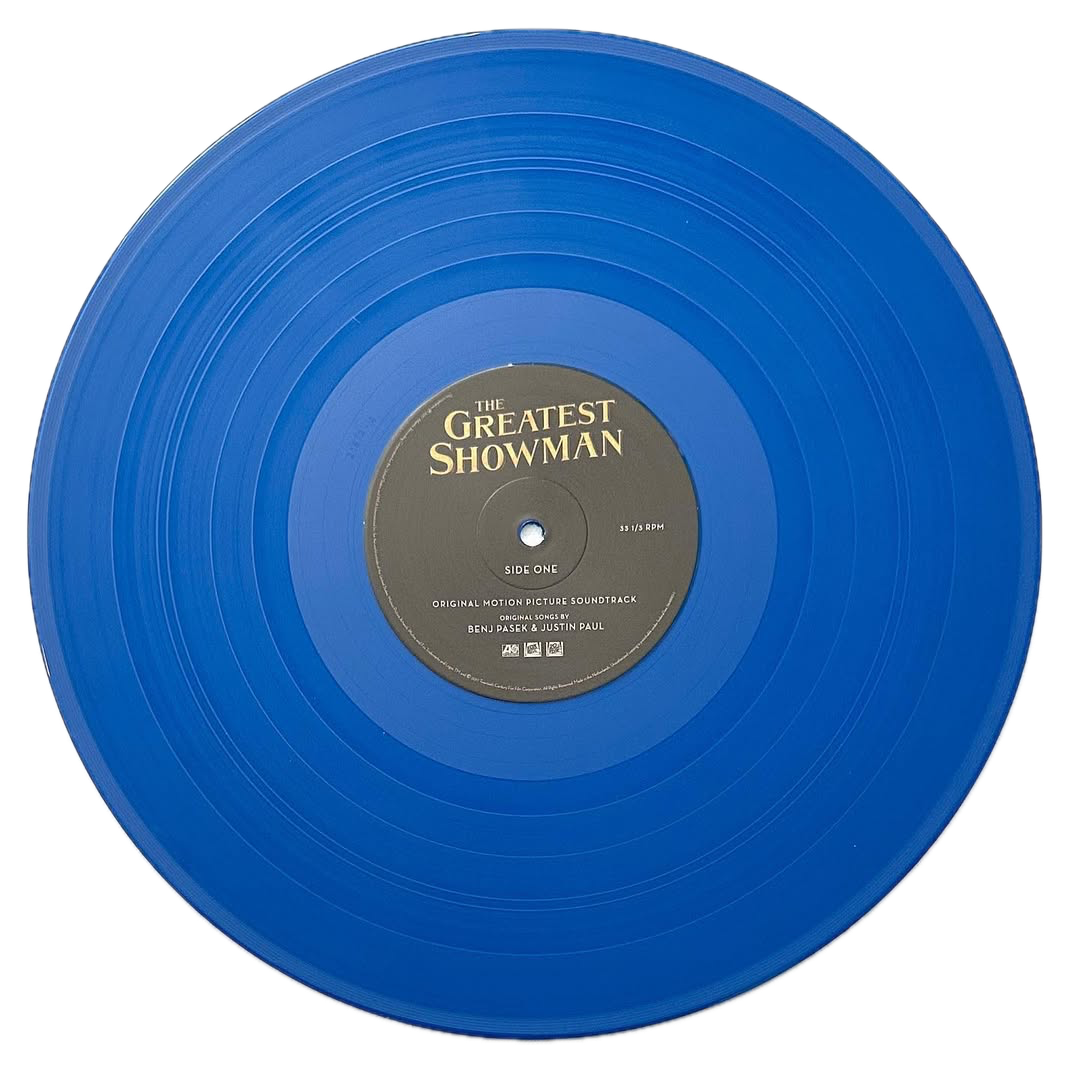 THE
GREATEST
SHOWMAN
33 1/3 RPM
SIDE ONE
ORIGINAL MOTION PICTURE SOUNDTRACK
ORIGINAL SONGS BY
BENJ PASEK & JUSTIN PAUL